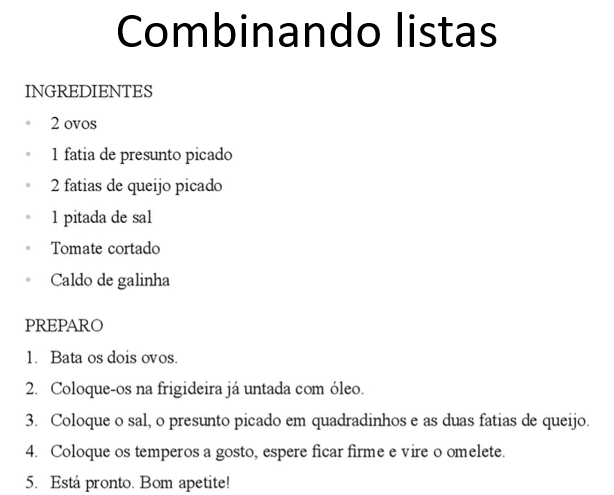 Combinando listas
INGREDIENTES
• 2 ovos
• 1 fatia de presunto picado
• 2 fatias de queijo picado
• 1 pitada de sal
• Tomate cortado
• Caldo de galinha
PREPARO
1. Bata os dois ovos.
2. Coloque-os na frigideira já untada com óleo.
3. Coloque o sal, o presunto picado em quadradinhos e as duas fatias de queijo.
4. Coloque os temperos a gosto, espere ficar firme e vire o omelete.
5. Está pronto. Bom apetite!